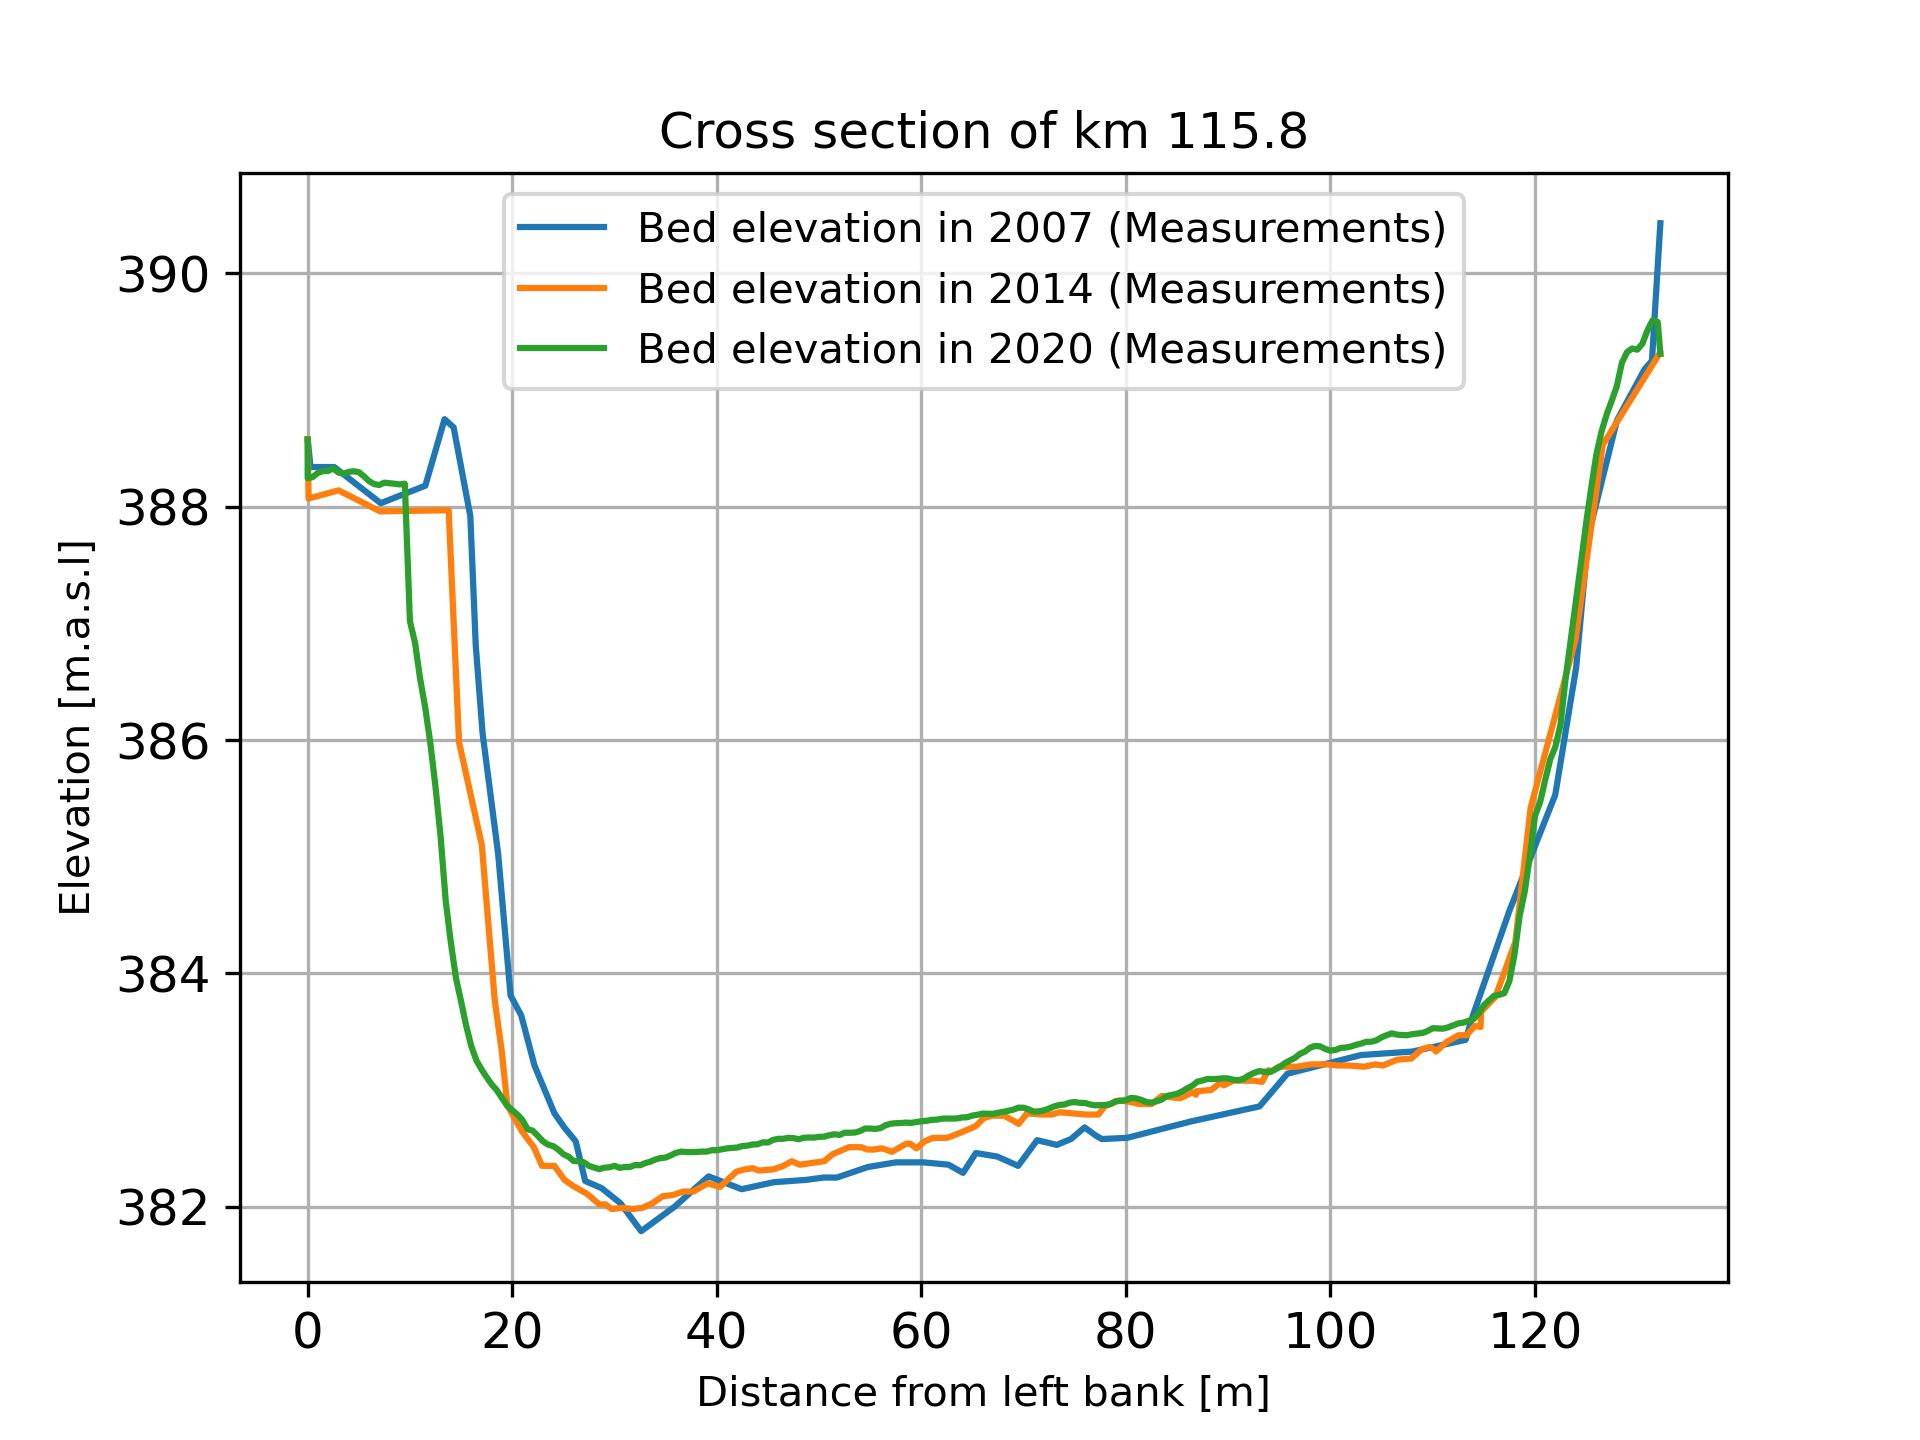 Cross section of km 115.8
Bed elevation in 2007 (Measurements)
Bed elevation in 2014 (Measurements)
Bed elevation in 2020 (Measurements)
390
388
386
384
382
Elevation [m.a.s.l]
0 20 40 60 80 100 120
Distance from left bank [m]